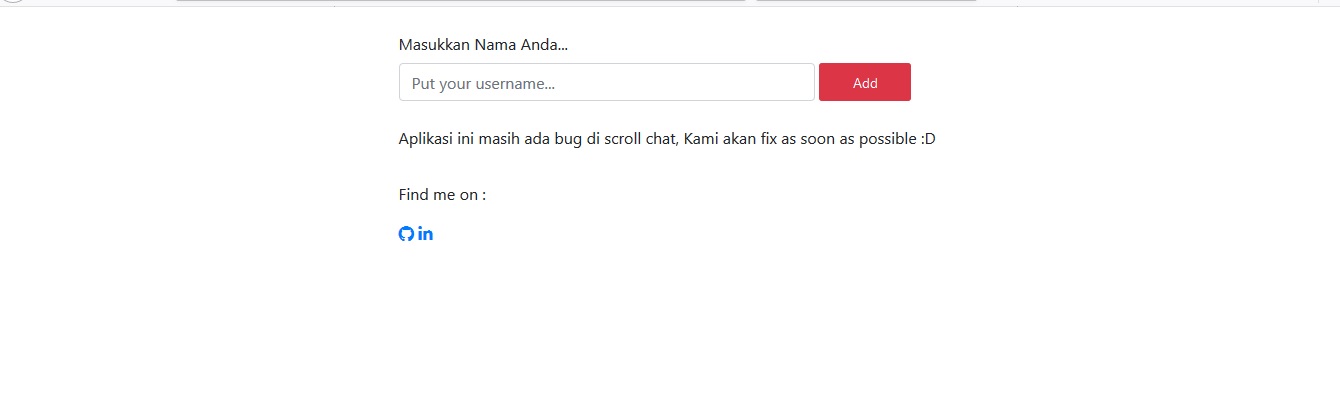 Masukkan Nama Anda...
Put your username...
Add
Aplikasi ini masih ada bug di scroll chat, Kami akan fix as soon as possible :D
Find me on :
in